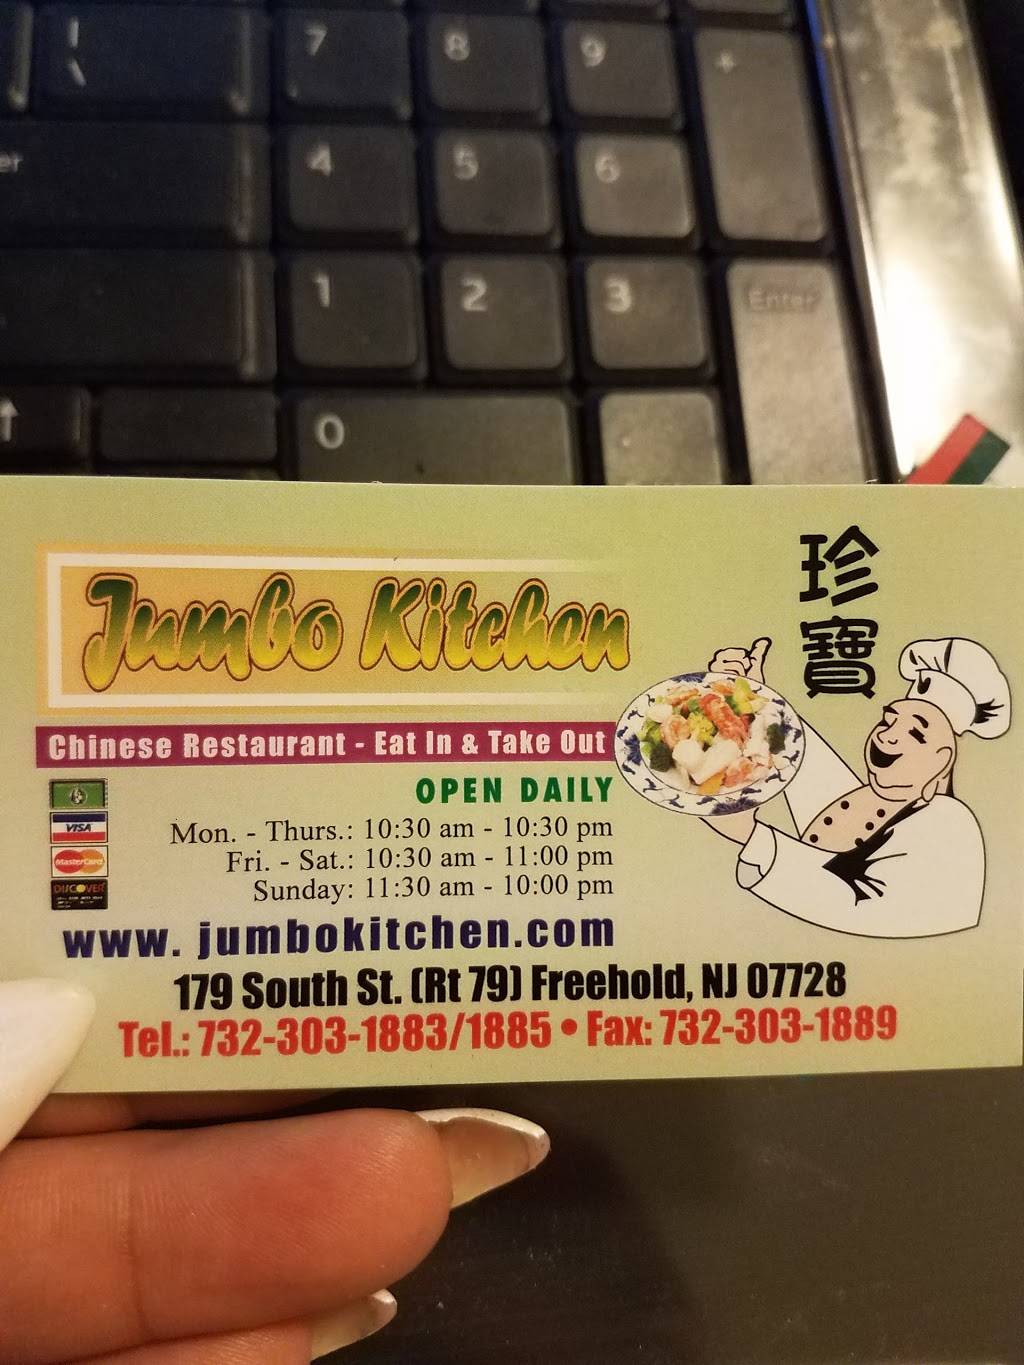 7 8 9 +
\
er 4 5 6
1 2 3 Enter
0
珍寶
Jumbo Kitchen
Chinese Restaurant - Eat In & Take Out
OPEN DAILY
VISA
MasterCard
DISCOVER
Mon. - Thurs.: 10:30 am - 10:30 pm
Fri. - Sat.: 10:30 am - 11:00 pm
Sunday: 11:30 am - 10:00 pm
www. jumbokitchen.com
179 South St. (Rt 79) Freehold, NJ 07728
Tel.: 732-303-1883/1885 • Fax: 732-303-1889